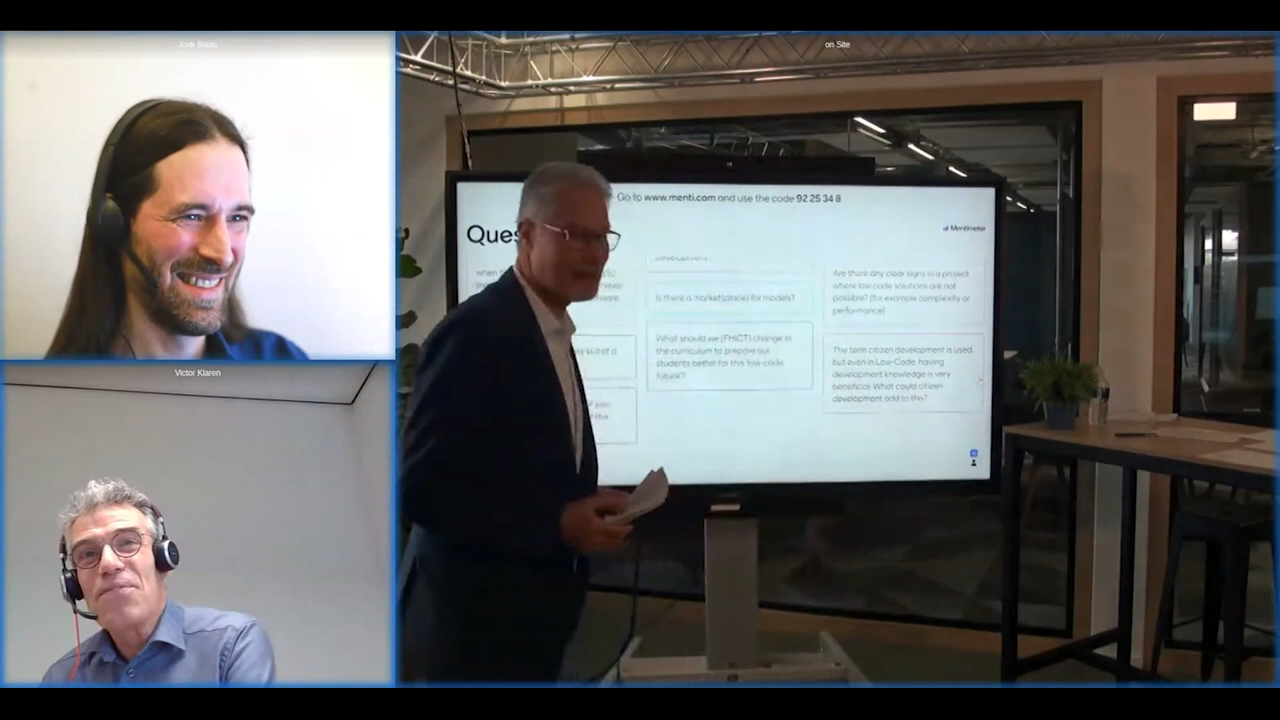 on Site
Victor Klaren
Go to www.menti.com and use the code 92 25 34 8
Ques
Mentimeter
when
skill of a
development?
Is there a market(place) for models?
What should we (FHICT) change in
the curriculum to prepare our
students better for this 'low-code
future'?
Are there any clear signs in a project
where low code solutions are not
possible? (for example complexity or
performance)
The term citizen development is used
but even in Low-Code, having
development knowledge is very
beneficial. What could citizen
development add to this?